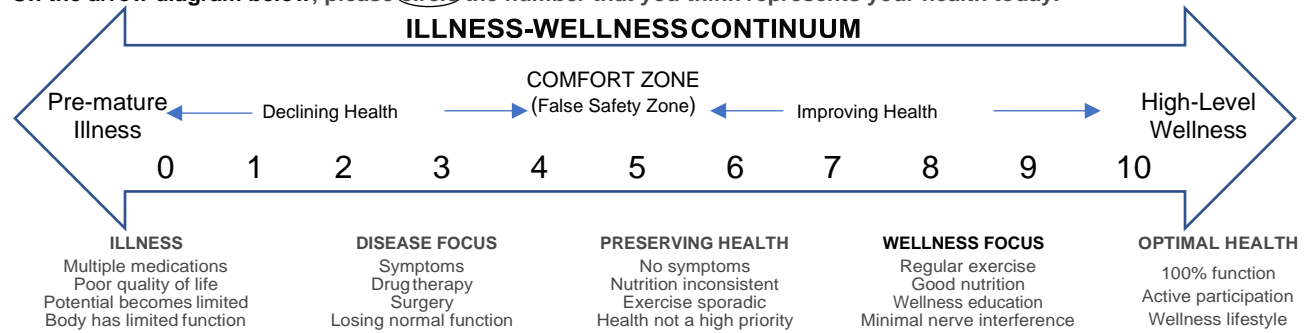 ILLNESS-WELLNESS CONTINUUM
COMFORT ZONE
(False Safety Zone)
Pre-mature
Illness
Declining Health
Improving Health
High-Level
Wellness
0 1 2 3 4 5 6 7 8 9 10
ILLNESS
Multiple medications
Poor quality of life
Potential becomes limited
Body has limited function
DISEASE FOCUS
Symptoms
Drug therapy
Surgery
Losing normal function
PRESERVING HEALTH
No symptoms
Nutrition inconsistent
Exercise sporadic
Health not a high priority
WELLNESS FOCUS
Regular exercise
Good nutrition
Wellness education
Minimal nerve interference
OPTIMAL HEALTH
100% function
Active participation
Wellness lifestyle